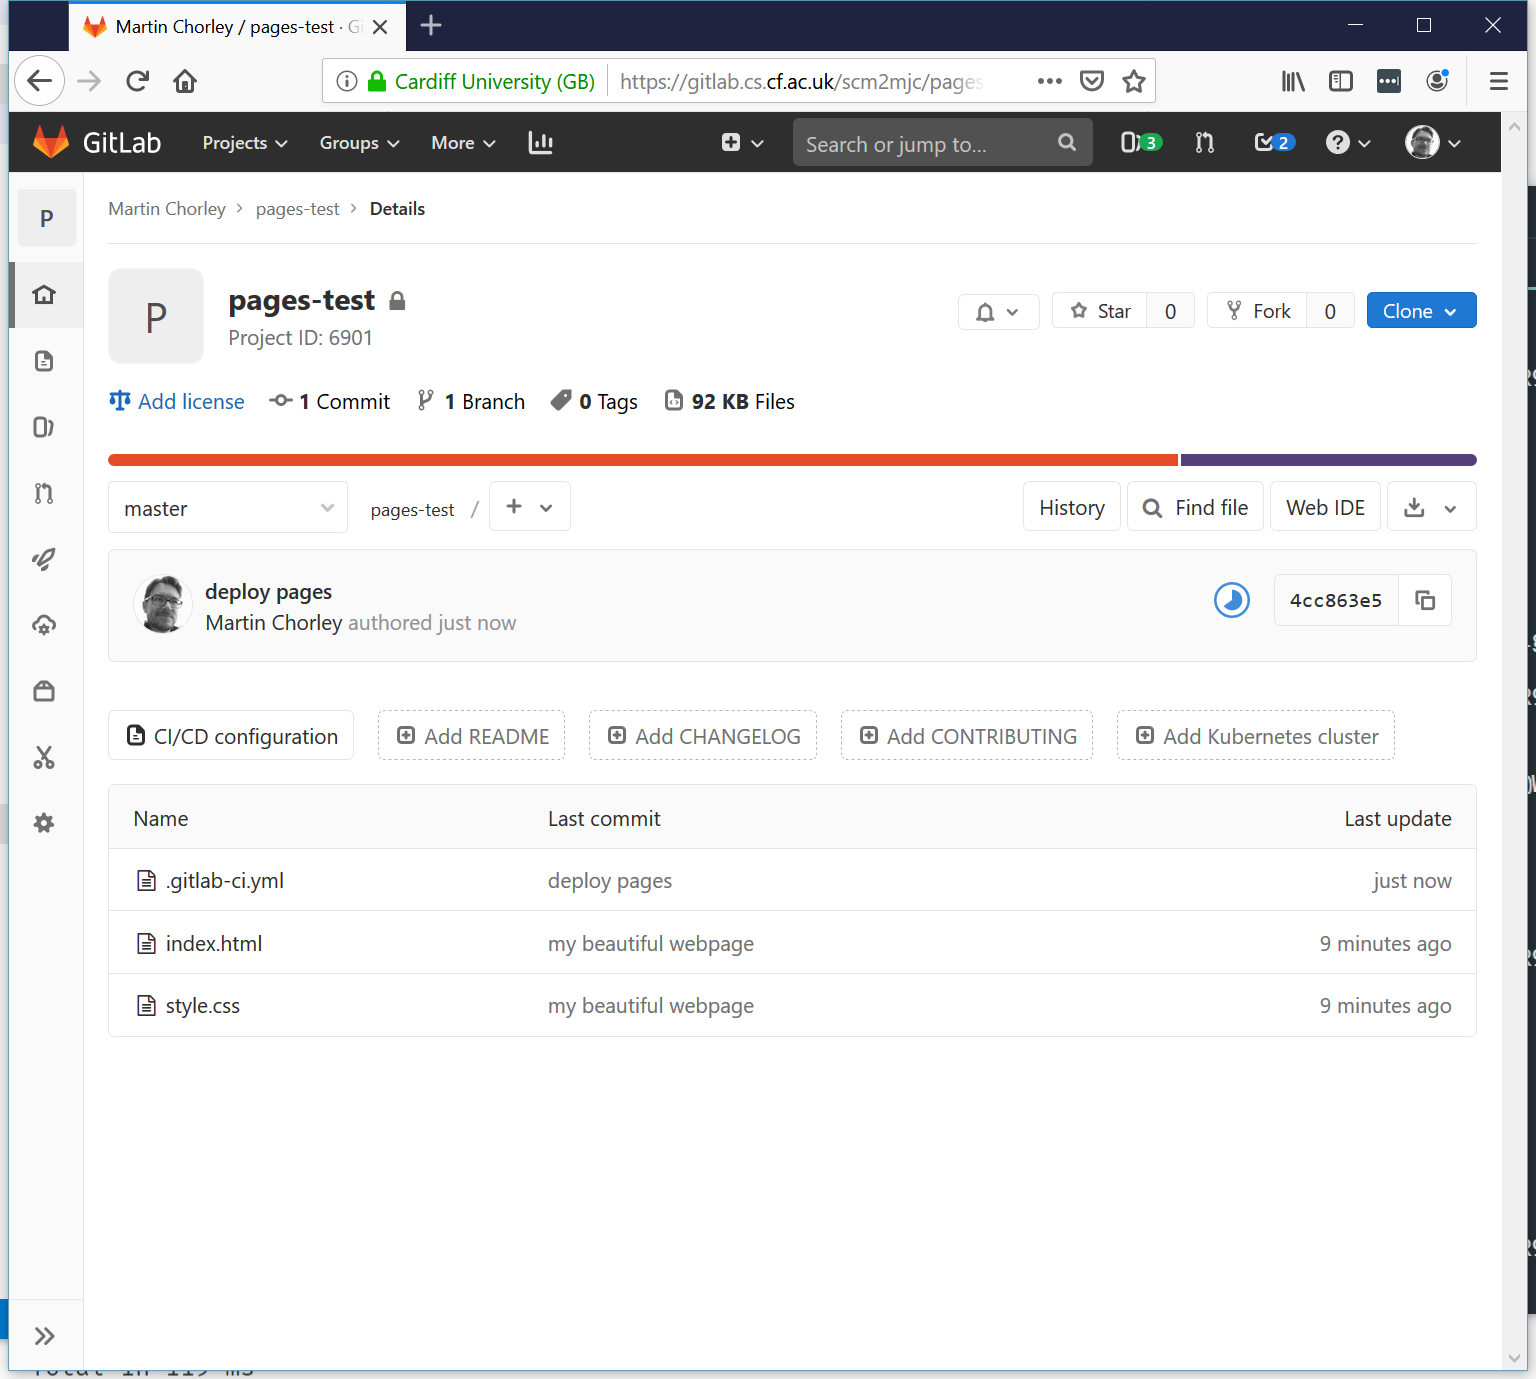 Martin Chorley / pages-test · Gi
Cardiff University (GB) https://gitlab.cs.cf.ac.uk/scm2mjc/pages
GitLab Projects Groups More Search or jump to... 3 2 ?
P Martin Chorley > pages-test > Details
P pages-test
Project ID: 6901
Star 0 Fork 0 Clone
Add license 1 Commit 1 Branch 0 Tags 92 KB Files
master pages-test / + History Find file Web IDE
deploy pages
Martin Chorley authored just now
4cc863e5
CI/CD configuration Add README Add CHANGELOG Add CONTRIBUTING Add Kubernetes cluster
Name Last commit Last update
.gitlab-ci.yml deploy pages just now
index.html my beautiful webpage 9 minutes ago
style.css my beautiful webpage 9 minutes ago